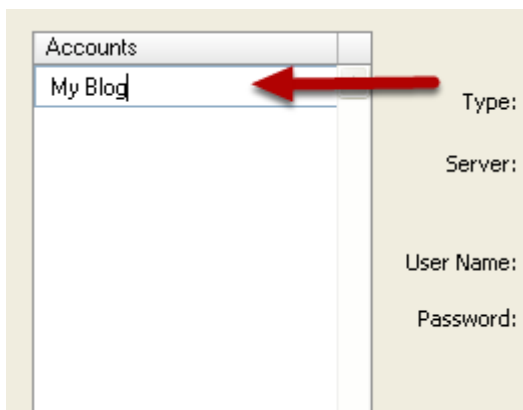 Accounts
My Blog
Type:
Server:
User Name:
Password: